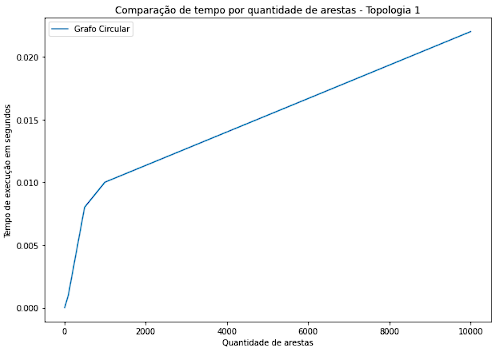 Comparação de tempo por quantidade de arestas - Topologia 1
Grafo Circular
Tempo de execução em segundos
0.020
0.015
0.010
0.005
0.000
0 2000 4000 6000 8000 10000
Quantidade de arestas